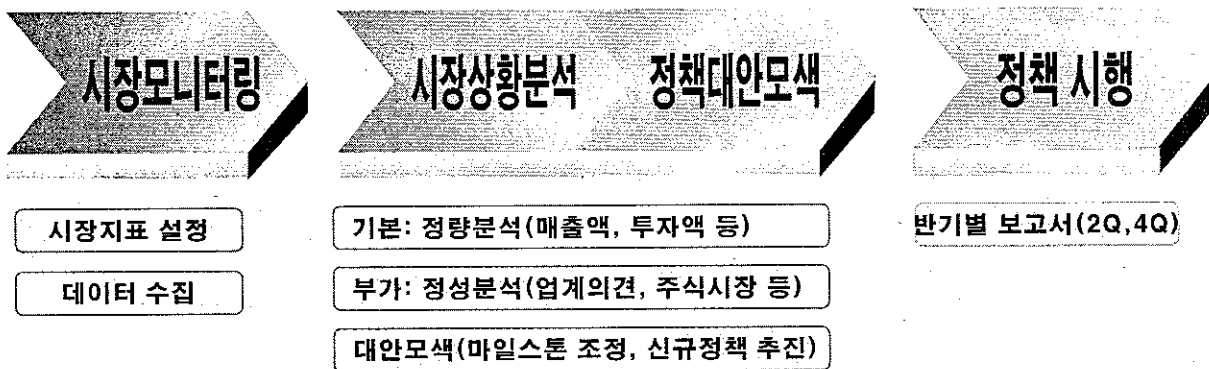 시장모니터링
시장상황분석 정책대안모색
정책 시행
시장지표 설정
데이터 수집
기본: 정량분석(매출액, 투자액 등)
부가: 정성분석(업계의견, 주식시장 등)
대안모색(마일스톤 조정, 신규정책 추진)
반기별 보고서(2Q,4Q)